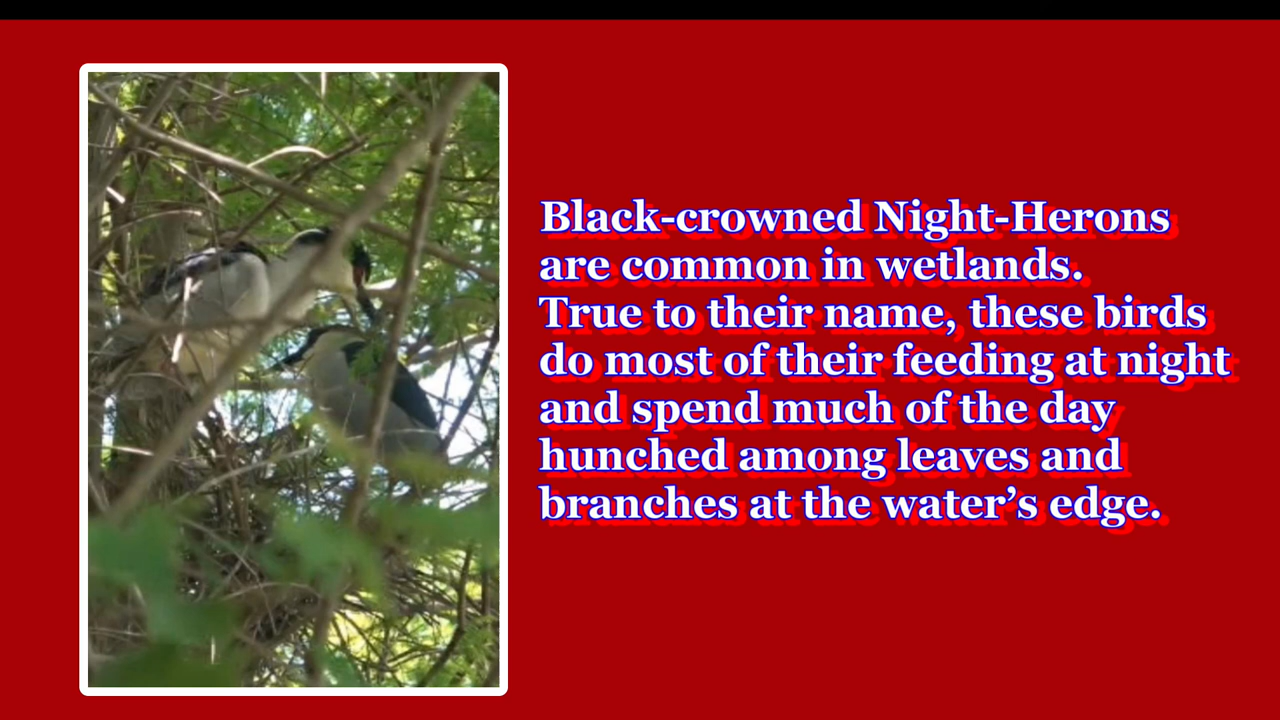 Black-crowned Night-Herons
are common in wetlands.
True to their name, these birds
do most of their feeding at night
and spend much of the day
hunched among leaves and
branches at the water’s edge.